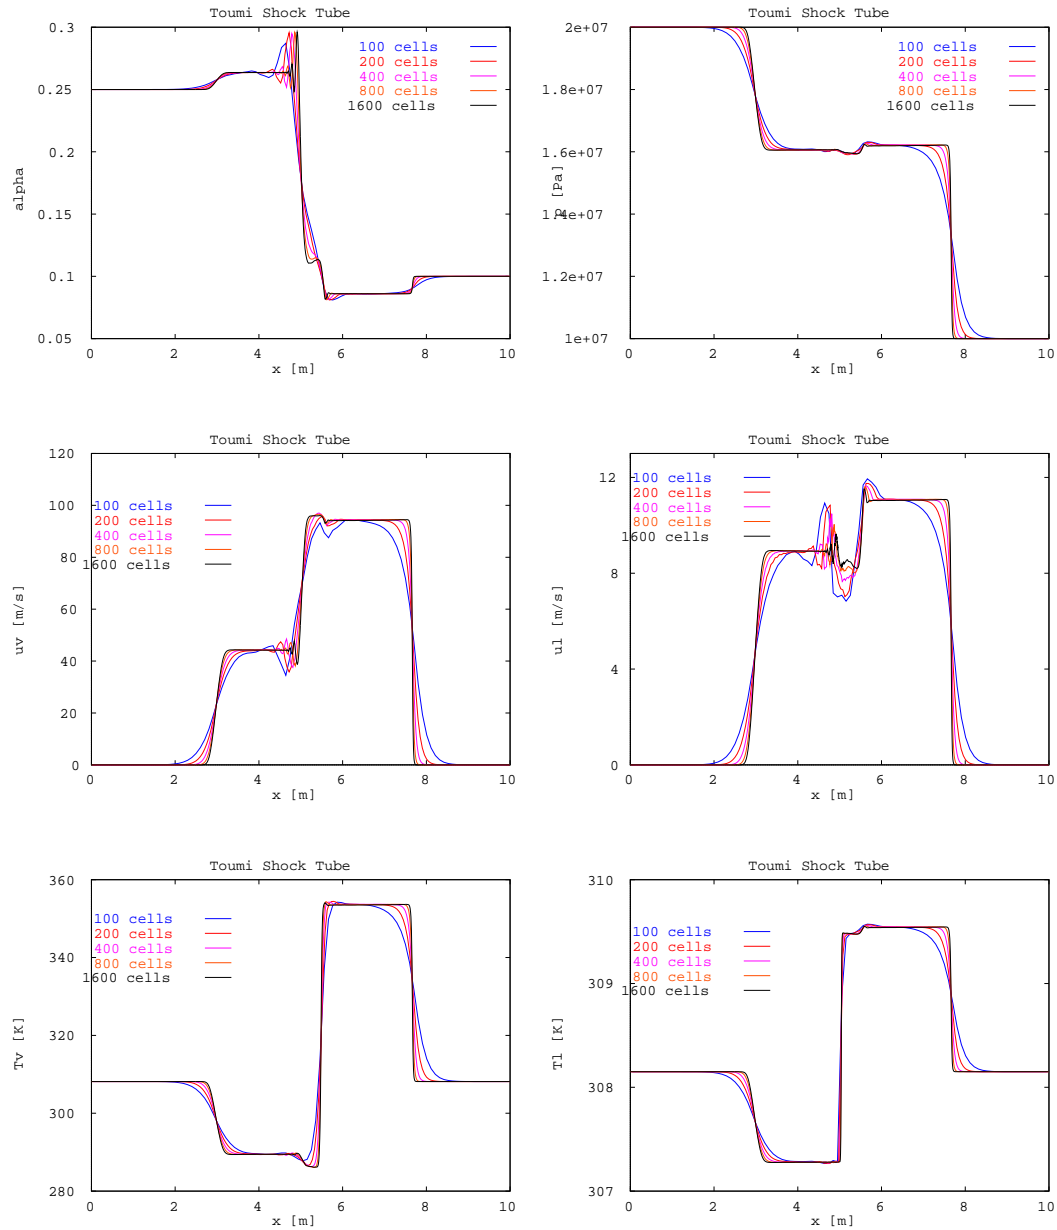 Toumi Shock Tube
0.3
0.25
0.2
0.15
0.1
0.05
alpha
100 cells
200 cells
400 cells
800 cells
1600 cells
0 2 4 6 8 10
x [m]
Toumi Shock Tube
2e+07
1.8e+07
1.6e+07
1.4e+07
1.2e+07
1e+07
[Pa]
100 cells
200 cells
400 cells
800 cells
1600 cells
0 2 4 6 8 10
x [m]
Toumi Shock Tube
120
100
80
60
40
20
0
uv [m/s]
100 cells
200 cells
400 cells
800 cells
1600 cells
0 2 4 6 8 10
x [m]
Toumi Shock Tube
12
8
4
0
ul [m/s]
100 cells
200 cells
400 cells
800 cells
1600 cells
0 2 4 6 8 10
x [m]
Toumi Shock Tube
360
340
320
300
280
Tv [K]
100 cells
200 cells
400 cells
800 cells
1600 cells
0 2 4 6 8 10
x [m]
Toumi Shock Tube
310
309
308
307
Tl [K]
100 cells
200 cells
400 cells
800 cells
1600 cells
0 2 4 6 8 10
x [m]